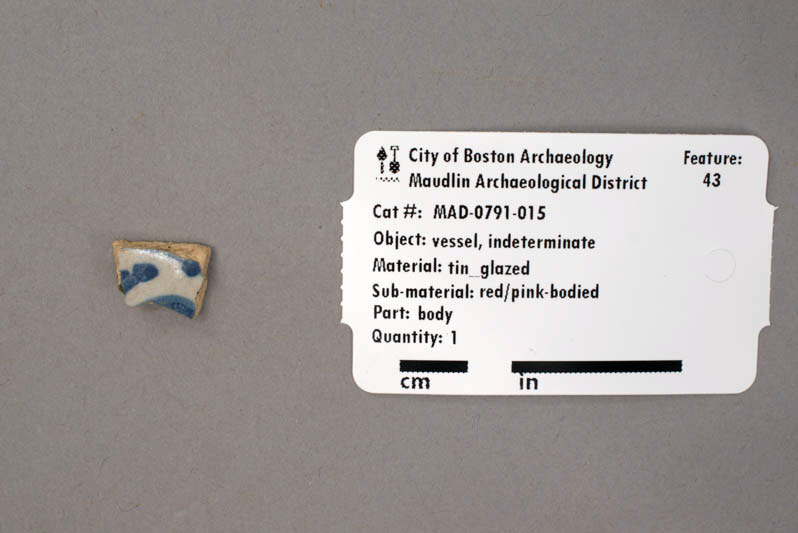 City of Boston Archaeology
Maudlin Archaeological District
Feature:
43
Cat #: MAD-0791-015
Object: vessel, indeterminate
Material: tin_glazed
Sub-material: red/pink-bodied
Part: body
Quantity: 1
cm in